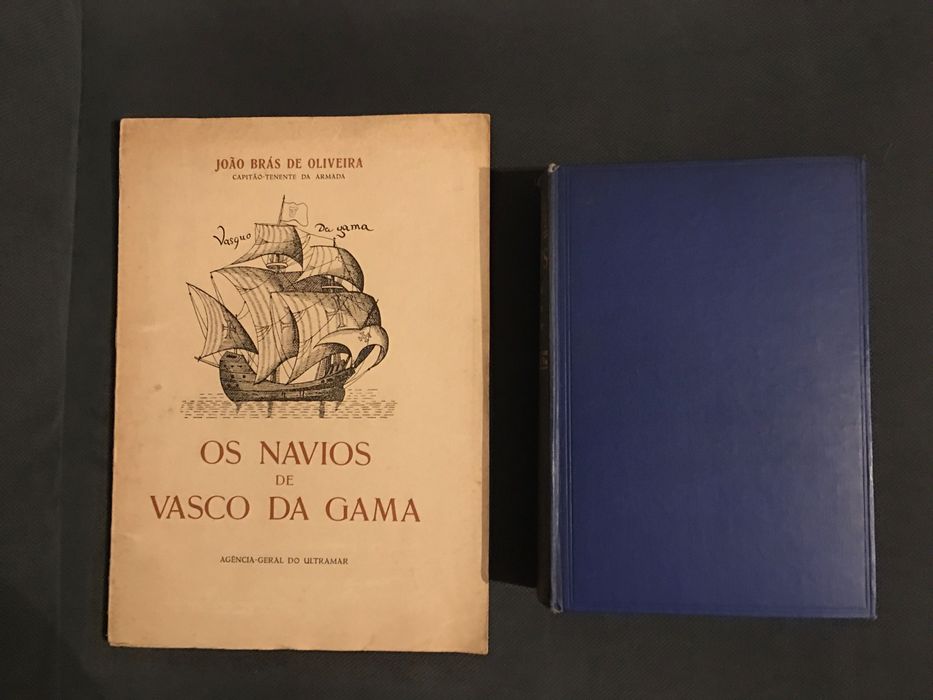 JOÃO BRÁS DE OLIVEIRA
CAPITÃO-TENENTE DA ARMADA
Vasquo Da gama
OS NAVIOS
DE
VASCO DA GAMA
AGÊNCIA-GERAL DO ULTRAMAR